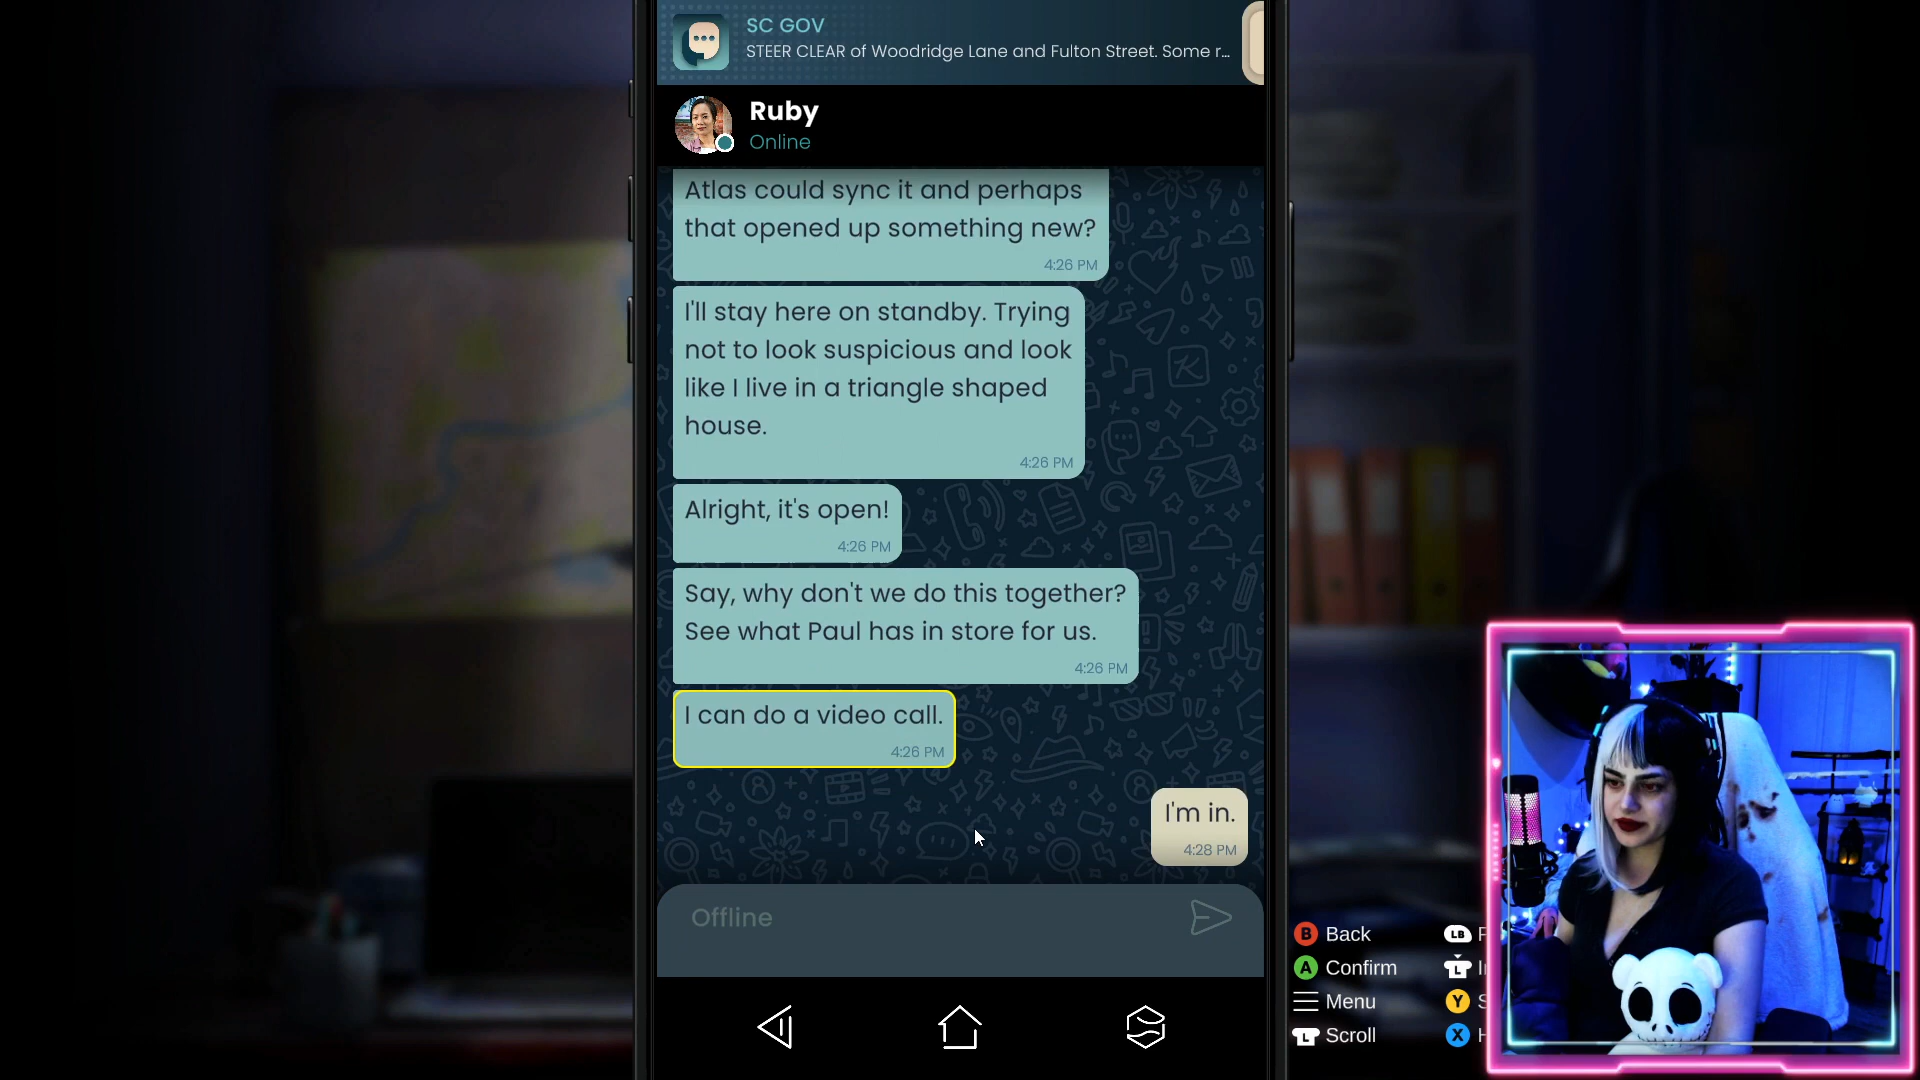 SC GOV
STEER CLEAR of Woodridge Lane and Fulton Street. Some r...
Ruby
Online
Atlas could sync it and perhaps
that opened up something new?
4:26 PM
I'll stay here on standby. Trying
not to look suspicious and look
like I live in a triangle shaped
house.
4:26 PM
Alright, it's open!
4:26 PM
Say, why don't we do this together?
See what Paul has in store for us.
4:26 PM
I can do a video call.
4:26 PM
I'm in.
4:28 PM
Offline
B Back
LB
A Confirm
L
Menu
Y S
L Scroll
X